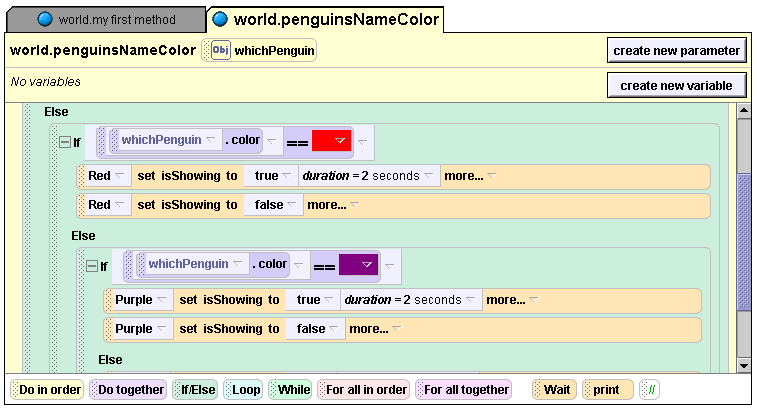 world.my first method world.penguinsNameColor
world.penguinsNameColor Obj whichPenguin create new parameter
No variables create new variable
Else
If whichPenguin . color ==
Red set isShowing to true duration = 2 seconds more...
Red set isShowing to false more...
Else
If whichPenguin . color ==
Purple set isShowing to true duration = 2 seconds more...
Purple set isShowing to false more...
Else
Do in order Do together If/Else Loop While For all in order For all together Wait print //